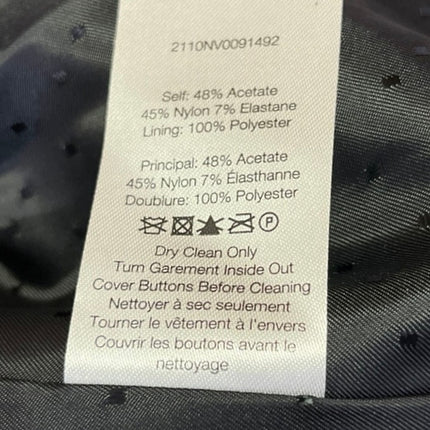 2110NV0091492
Self: 48% Acetate
45% Nylon 7% Elastane
Lining: 100% Polyester
Principal: 48% Acetate
45% Nylon 7% Élasthanne
Doublure: 100% Polyester
P
Dry Clean Only
Turn Garement Inside Out
Cover Buttons Before Cleaning
Nettoyer à sec seulement
Tourner le vêtement à l'envers
Couvrir les boutons avant le
nettoyage